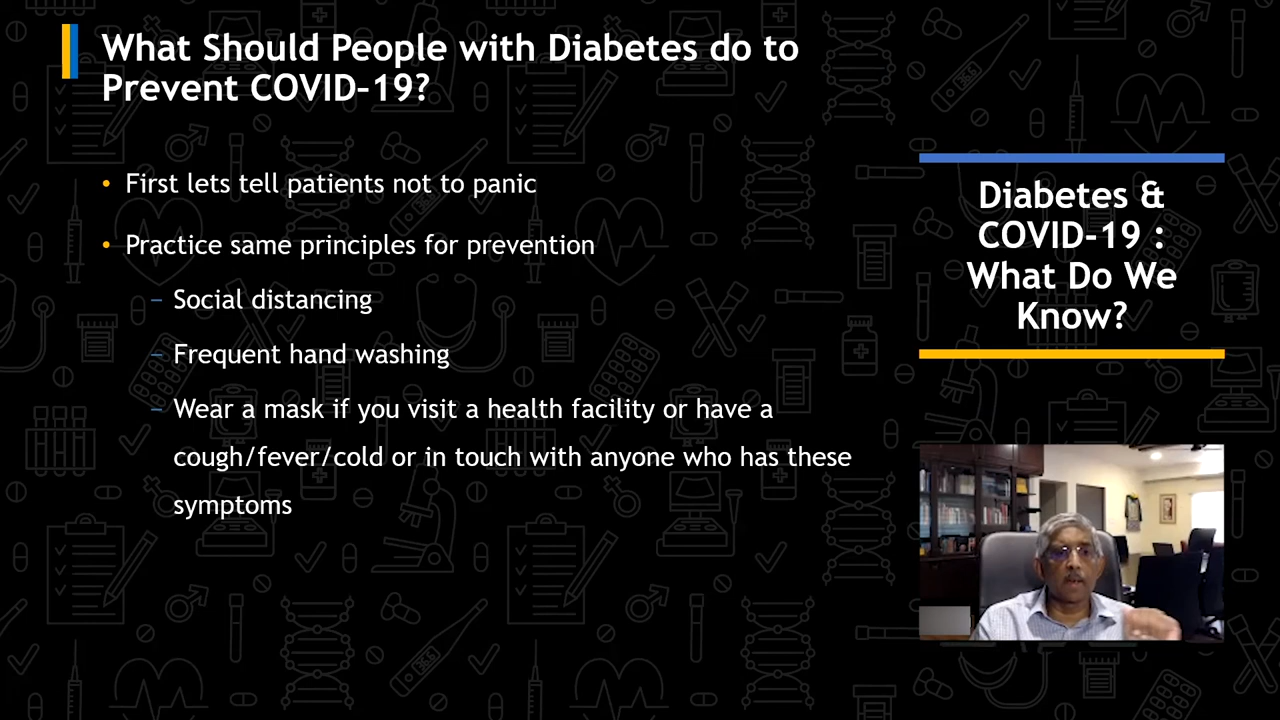 What Should People with Diabetes do to
Prevent COVID-19?
• First lets tell patients not to panic
• Practice same principles for prevention
– Social distancing
– Frequent hand washing
– Wear a mask if you visit a health facility or have a
cough/fever/cold or in touch with anyone who has these
symptoms
Diabetes &
COVID-19 :
What Do We
Know?